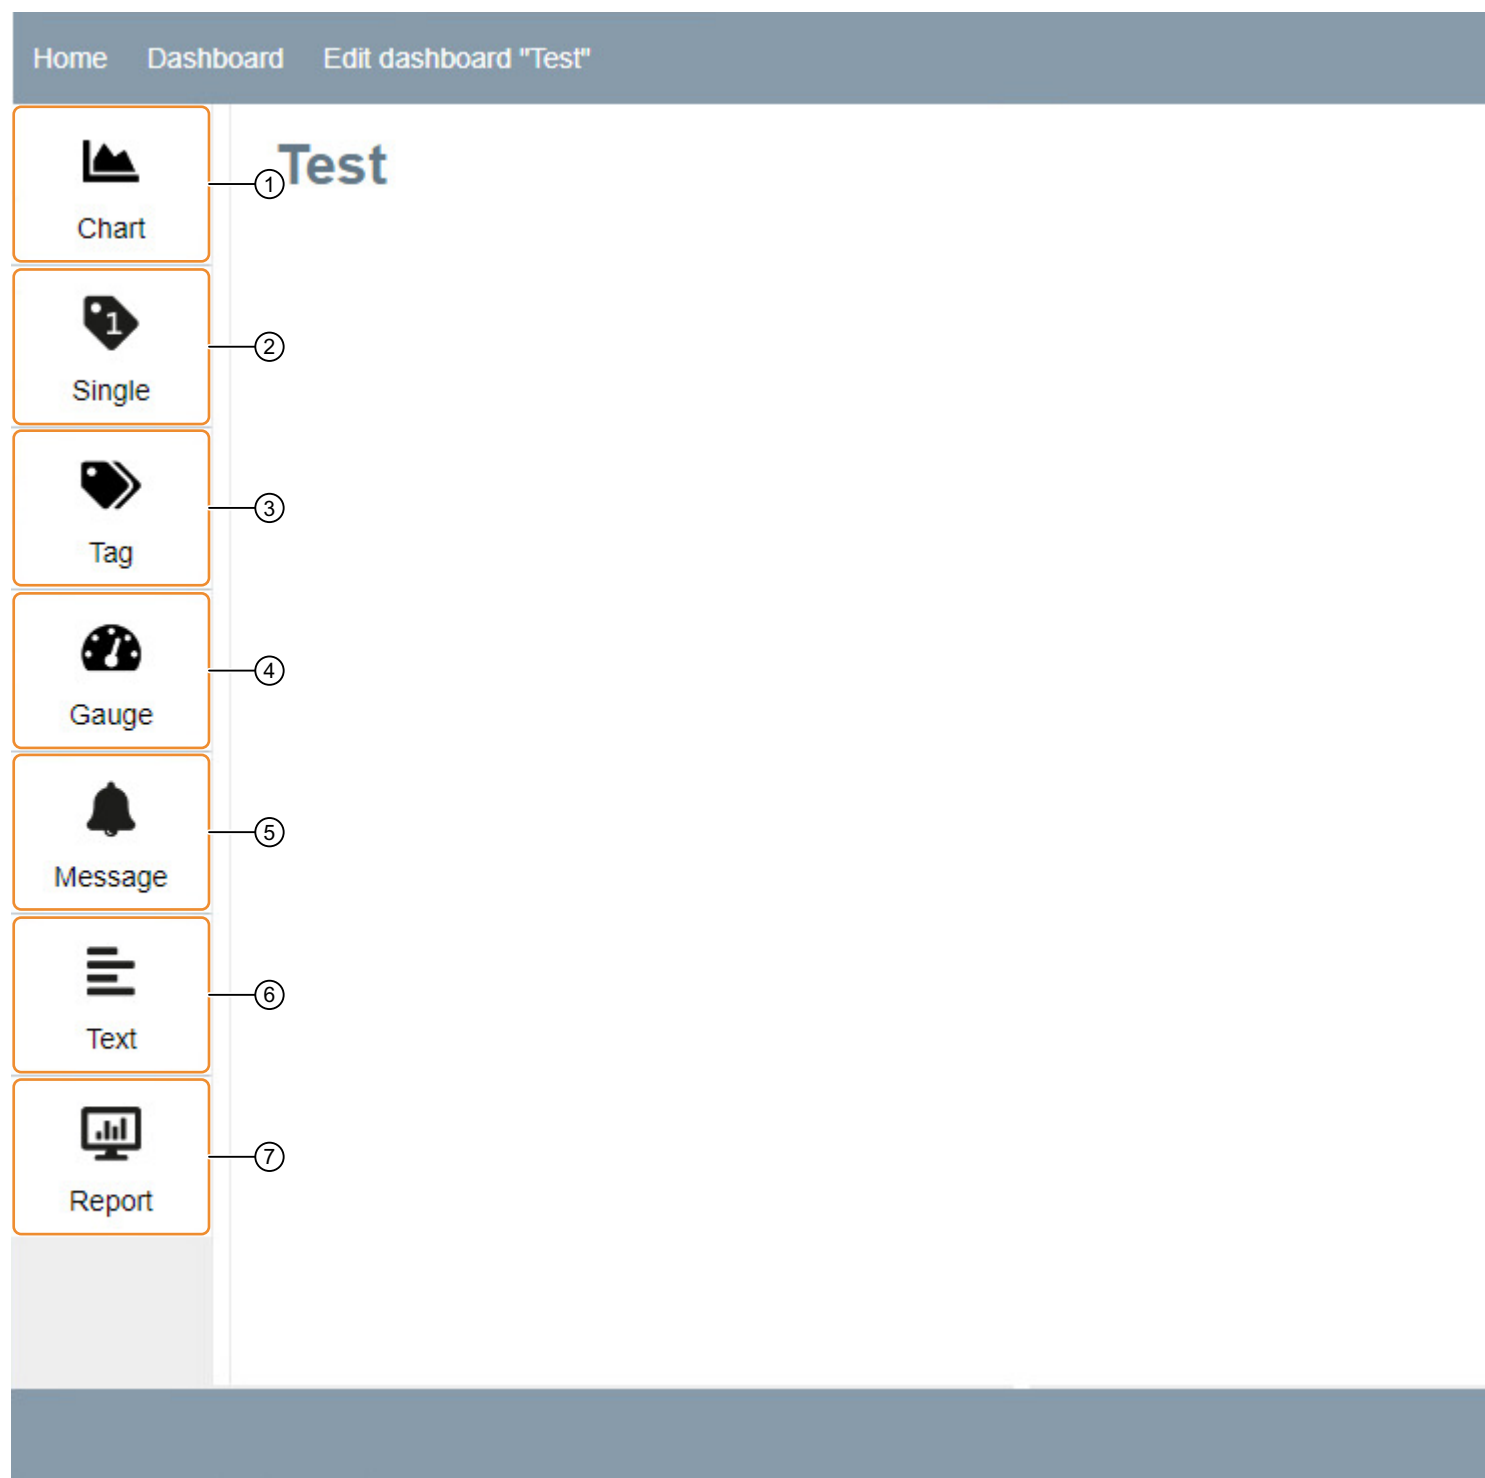 Home Dashboard Edit dashboard "Test"
Test
1
Chart
1
2
Single
3
Tag
4
Gauge
5
Message
6
Text
7
Report